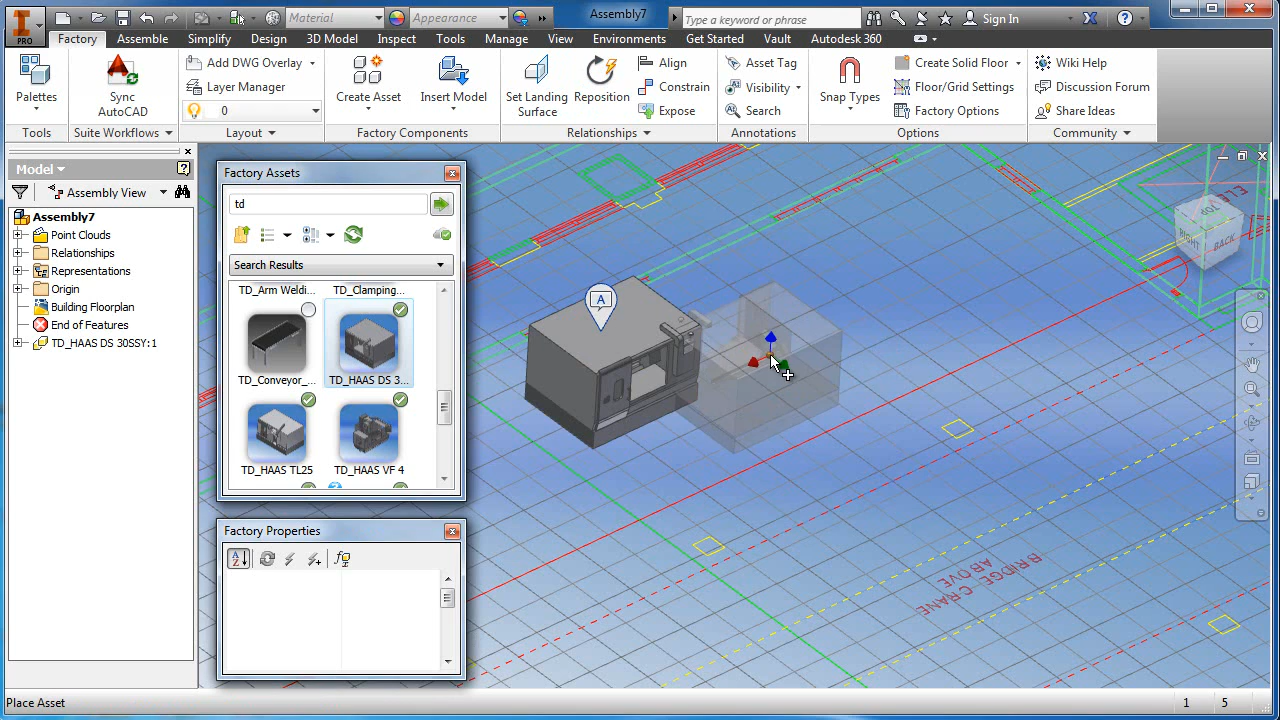 PRO
Material
Appearance
Assembly7
Type a keyword or phrase
Sign In
Factory Assemble Simplify Design 3D Model Inspect Tools Manage View Environments Get Started Vault Autodesk 360
Palettes
Sync AutoCAD
Add DWG Overlay
Layer Manager
0
Create Asset
Insert Model
Set Landing Surface
Reposition
Align
Constrain
Expose
Asset Tag
Visibility
Search
Snap Types
Create Solid Floor
Floor/Grid Settings
Factory Options
Wiki Help
Discussion Forum
Share Ideas
Tools Suite Workflows Layout Factory Components Relationships Annotations Options Community
Model
Assembly View
Assembly7
Point Clouds
Relationships
Representations
Origin
Building Floorplan
End of Features
TD_HAAS DS 30SSY:1
Factory Assets
td
Search Results
TD_Arm Weldi... TD_Clamping...
TD_Conveyor_... TD_HAAS DS 3...
TD_HAAS TL25 TD_HAAS VF 4
Factory Properties
A
Z
fx
A
TOP
RIGHT
BACK
BRIDGE CRANE
ABOVE
Place Asset
1 5